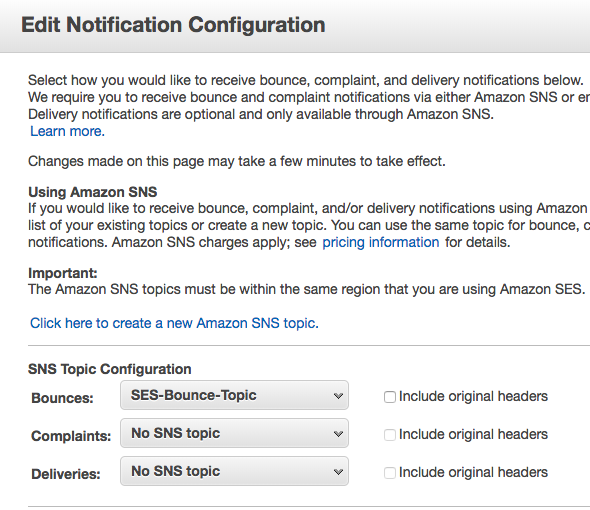 Edit Notification Configuration
Select how you would like to receive bounce, complaint, and delivery notifications below.
We require you to receive bounce and complaint notifications via either Amazon SNS or
Delivery notifications are optional and only available through Amazon SNS.
Learn more.
Changes made on this page may take a few minutes to take effect.
Using Amazon SNS
If you would like to receive bounce, complaint, and/or delivery notifications using Amazon
list of your existing topics or create a new topic. You can use the same topic for bounce,
notifications. Amazon SNS charges apply; see pricing information for details.
Important:
The Amazon SNS topics must be within the same region that you are using Amazon SES.
Click here to create a new Amazon SNS topic.
SNS Topic Configuration
Bounces: SES-Bounce-Topic Include original headers
Complaints: No SNS topic Include original headers
Deliveries: No SNS topic Include original headers